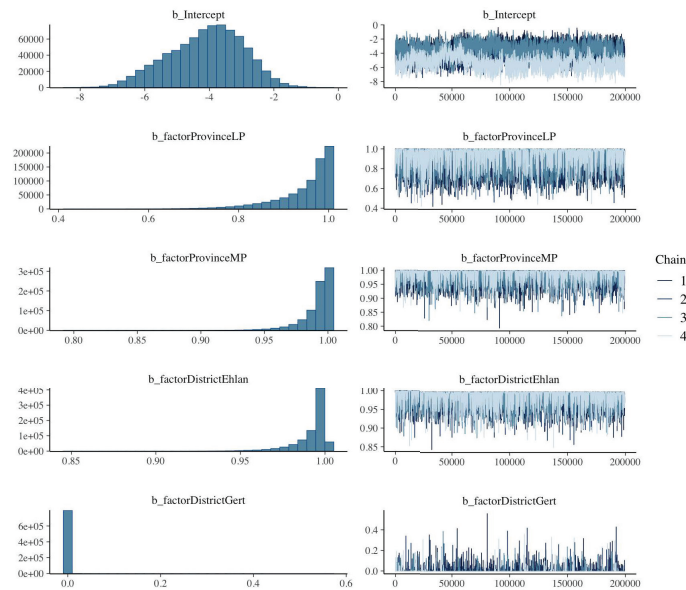 b_Intercept
60000
40000
20000
0
-8 -6 -4 -2 0
b_Intercept
0
-2
-4
-6
-8
0 50000 100000 150000 200000
b_factorProvinceLP
200000
150000
100000
50000
0
0.4 0.6 0.8 1.0
b_factorProvinceLP
1.0
0.8
0.6
0.4
0 50000 100000 150000 200000
b_factorProvinceMP
3e+05
2e+05
1e+05
0e+00
0.80 0.85 0.90 0.95 1.00
b_factorProvinceMP
1.00
0.95
0.90
0.85
0.80
0 50000 100000 150000 200000
Chain
1
2
3
4
b_factorDistrictEhlan
4e+05
3e+05
2e+05
1e+05
0e+00
0.85 0.90 0.95 1.00
b_factorDistrictEhlan
1.00
0.95
0.90
0.85
0 50000 100000 150000 200000
b_factorDistrictGert
6e+05
4e+05
2e+05
0e+00
0.0 0.2 0.4 0.6
b_factorDistrictGert
0.4
0.2
0.0
0 50000 100000 150000 200000